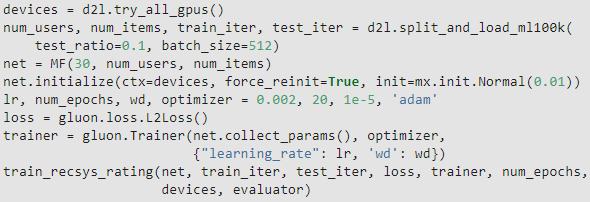 devices = d2l.try_all_gpus()
num_users, num_items, train_iter, test_iter = d2l.split_and_load_ml100k(
    test_ratio=0.1, batch_size=512)
net = MF(30, num_users, num_items)
net.initialize(ctx=devices, force_reinit=True, init=mx.init.Normal(0.01))
lr, num_epochs, wd, optimizer = 0.002, 20, 1e-5, 'adam'
loss = gluon.loss.L2Loss()
trainer = gluon.Trainer(net.collect_params(), optimizer,
                        {"learning_rate": lr, 'wd': wd})
train_recsys_rating(net, train_iter, test_iter, loss, trainer, num_epochs,
                    devices, evaluator)